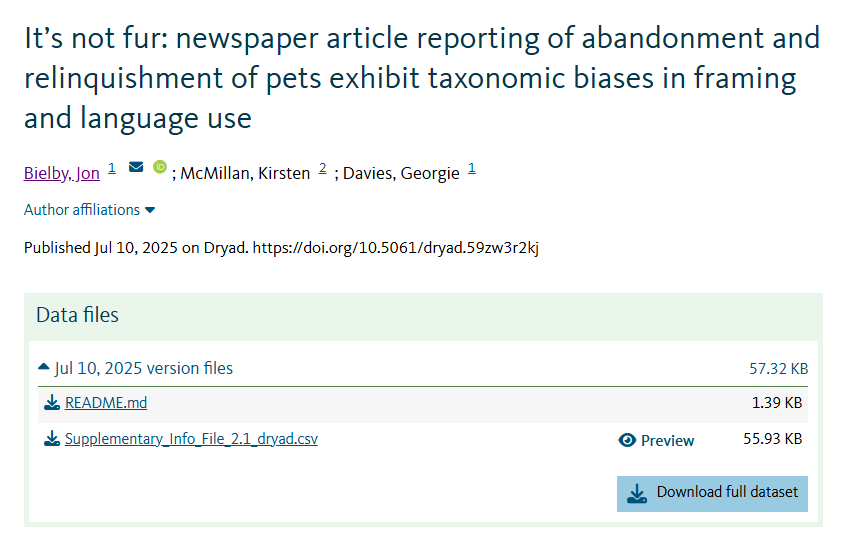 It's not fur: newspaper article reporting of abandonment and
relinquishment of pets exhibit taxonomic biases in framing
and language use
Bielby, Jon 1 iD ; McMillan, Kirsten 2 ; Davies, Georgie 1
Author affiliations
Published Jul 10, 2025 on Dryad. https://doi.org/10.5061/dryad.59zw3r2kj
Data files
Jul 10, 2025 version files 57.32 KB
README.md 1.39 KB
Supplementary_Info_File_2.1_dryad.csv Preview 55.93 KB
Download full dataset